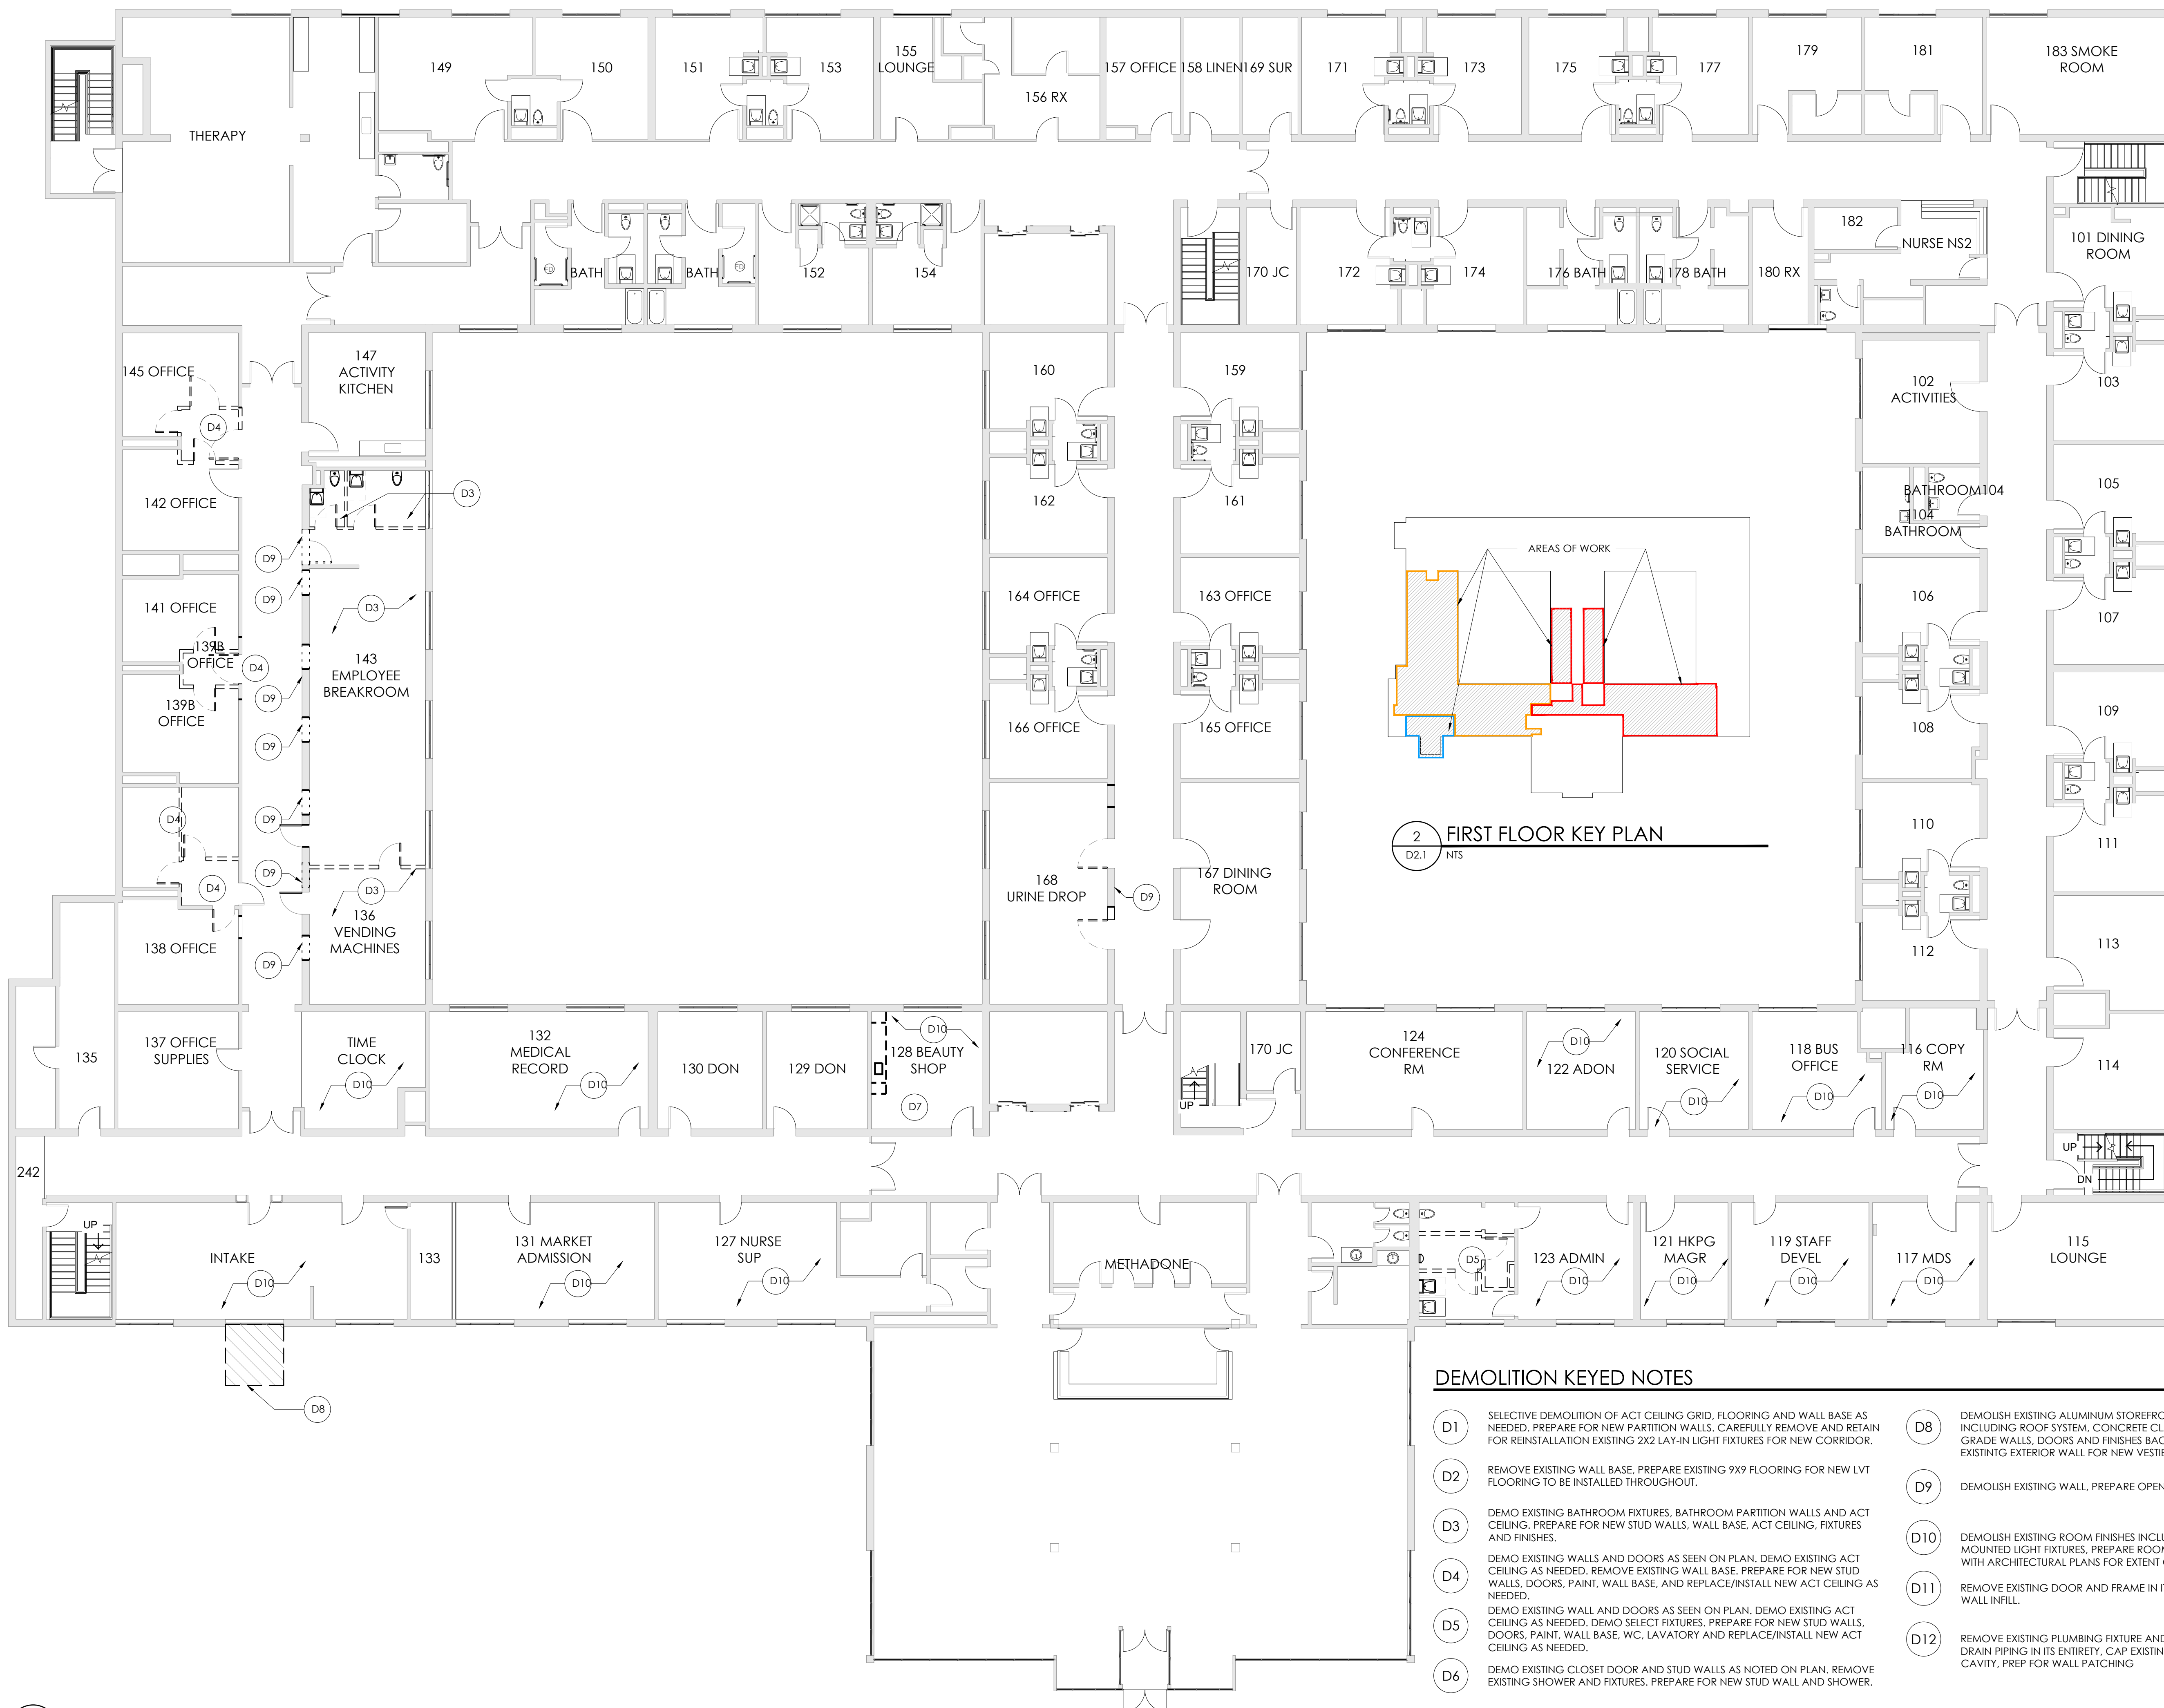 149
150
151
153
155
LOUNGE
156 RX
157 OFFICE
158 LINEN
169 SUR
171
173
175
177
179
181
183 SMOKE
ROOM
THERAPY
BATH
FD
BATH
FD
152
154
170 JC
172
174
176 BATH
178 BATH
180 RX
182
NURSE NS2
101 DINING
ROOM
145 OFFICE
D4
147
ACTIVITY
KITCHEN
160
159
102
ACTIVITIES
103
142 OFFICE
D3
162
161
BATHROOM104
104
BATHROOM
105
D9
D9
141 OFFICE
139B
OFFICE
D4
D3
143
EMPLOYEE
BREAKROOM
164 OFFICE
163 OFFICE
106
107
139B
OFFICE
D9
D9
166 OFFICE
165 OFFICE
108
109
AREAS OF WORK
2
D2.1
FIRST FLOOR KEY PLAN
NTS
D4
D9
D4
D9
D3
136
VENDING
MACHINES
138 OFFICE
D9
168
URINE DROP
D9
167 DINING
ROOM
110
111
112
113
135
137 OFFICE
SUPPLIES
TIME
CLOCK
D10
132
MEDICAL
RECORD
D10
130 DON
129 DON
D10
128 BEAUTY
SHOP
D7
UP
170 JC
124
CONFERENCE
RM
D10
122 ADON
120 SOCIAL
SERVICE
D10
118 BUS
OFFICE
D10
116 COPY
RM
D10
114
242
UP
DN
UP
INTAKE
D10
133
131 MARKET
ADMISSION
D10
127 NURSE
SUP
D10
METHADONE
D5
123 ADMIN
D10
121 HKPG
MAGR
D10
119 STAFF
DEVEL
D10
117 MDS
D10
115
LOUNGE
D8
DEMOLITION KEYED NOTES
D1
SELECTIVE DEMOLITION OF ACT CEILING GRID, FLOORING AND WALL BASE AS
NEEDED. PREPARE FOR NEW PARTITION WALLS. CAREFULLY REMOVE AND RETAIN
FOR REINSTALLATION EXISTING 2X2 LAY-IN LIGHT FIXTURES FOR NEW CORRIDOR.
D2
REMOVE EXISTING WALL BASE, PREPARE EXISTING 9X9 FLOORING FOR NEW LVT
FLOORING TO BE INSTALLED THROUGHOUT.
D3
DEMO EXISTING BATHROOM FIXTURES, BATHROOM PARTITION WALLS AND ACT
CEILING. PREPARE FOR NEW STUD WALLS, WALL BASE, ACT CEILING, FIXTURES
AND FINISHES.
D4
DEMO EXISTING WALLS AND DOORS AS SEEN ON PLAN. DEMO EXISTING ACT
CEILING AS NEEDED. REMOVE EXISTING WALL BASE. PREPARE FOR NEW STUD
WALLS, DOORS, PAINT, WALL BASE, AND REPLACE/INSTALL NEW ACT CEILING AS
NEEDED.
D5
DEMO EXISTING WALL AND DOORS AS SEEN ON PLAN. DEMO EXISTING ACT
CEILING AS NEEDED. DEMO SELECT FIXTURES. PREPARE FOR NEW STUD WALLS,
DOORS, PAINT, WALL BASE, WC, LAVATORY AND REPLACE/INSTALL NEW ACT
CEILING AS NEEDED.
D6
DEMO EXISTING CLOSET DOOR AND STUD WALLS AS NOTED ON PLAN. REMOVE
EXISTING SHOWER AND FIXTURES. PREPARE FOR NEW STUD WALL AND SHOWER.
D8
DEMOLISH EXISTING ALUMINUM
INCLUDING ROOF SYSTEM, CONCRETE
GRADE WALLS, DOORS AND FINISHES
EXISTINTG EXTERIOR WALL FOR NEW
D9
DEMOLISH EXISTING WALL, PREPARE
D10
DEMOLISH EXISTING ROOM FINISHES
MOUNTED LIGHT FIXTURES, PREPARE
WITH ARCHITECTURAL PLANS FOR EXTENT
D11
REMOVE EXISTING DOOR AND FRAME IN
WALL INFILL.
D12
REMOVE EXISTING PLUMBING FIXTURE
DRAIN PIPING IN ITS ENTIRETY, CAP
CAVITY, PREP FOR WALL PATCHING